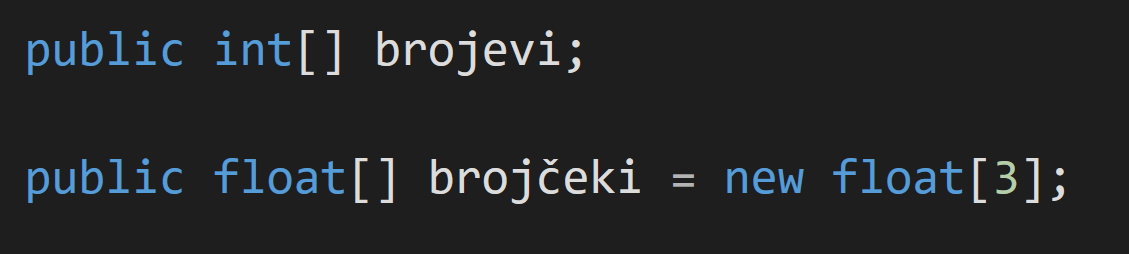 public int[] brojevi;
public float[] brojčeki = new float[3];